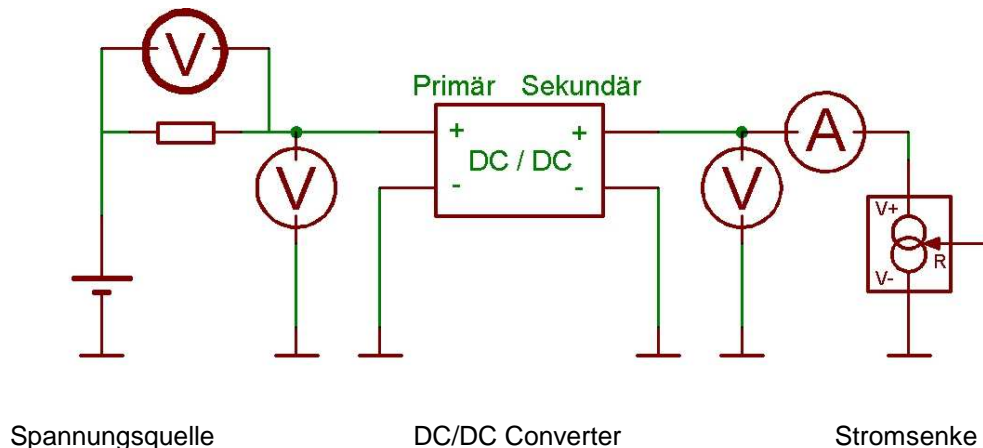 V
Primär Sekundär
+ +
DC / DC
- -
V
V
A
V+
R
V-
Spannungsquelle DC/DC Converter Stromsenke